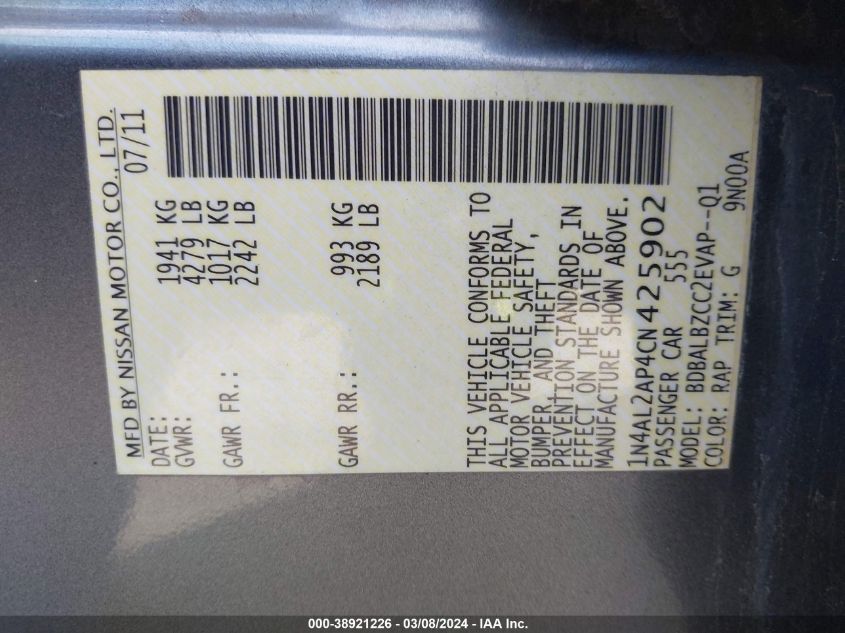 MFD BY NISSAN MOTOR CO., LTD.
DATE: 07/11
GVWR: 1941 KG
4279 LB
GAWR FR.: 1017 KG
2242 LB
GAWR RR.: 993 KG
2189 LB
THIS VEHICLE CONFORMS TO
ALL APPLICABLE FEDERAL
MOTOR VEHICLE SAFETY,
BUMPER, AND THEFT
PREVENTION STANDARDS IN
EFFECT ON THE DATE OF
MANUFACTURE SHOWN ABOVE.
1N4AL2AP4CN425902
PASSENGER CAR 555
MODEL: BDBALBZCC2EVAP--Q1
COLOR: RAP TRIM: G 9N00A
000-38921226 - 03/08/2024 - IAA Inc.